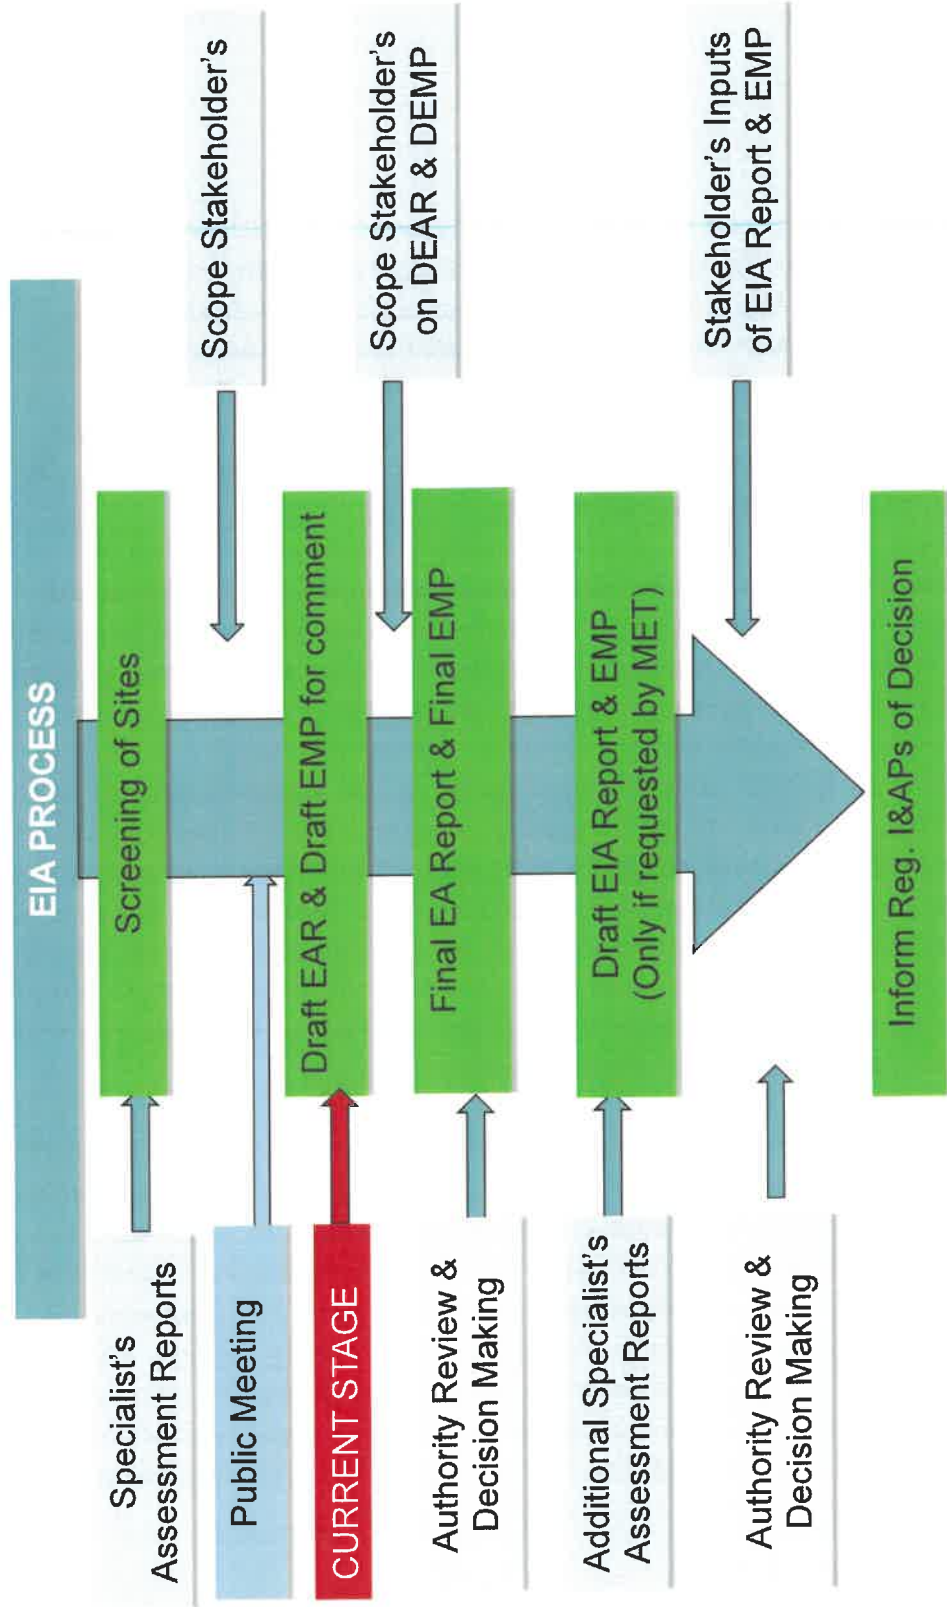 EIA PROCESS
Specialist's
Assessment Reports
Screening of Sites
Scope Stakeholder's
Public Meeting
CURRENT STAGE
Draft EAR & Draft EMP for comment
Scope Stakeholder's
on DEAR & DEMP
Authority Review &
Decision Making
Final EA Report & Final EMP
Additional Specialist's
Assessment Reports
Draft EIA Report & EMP
(Only if requested by MET)
Stakeholder's Inputs
of EIA Report & EMP
Authority Review &
Decision Making
Inform Reg. I&APs of Decision